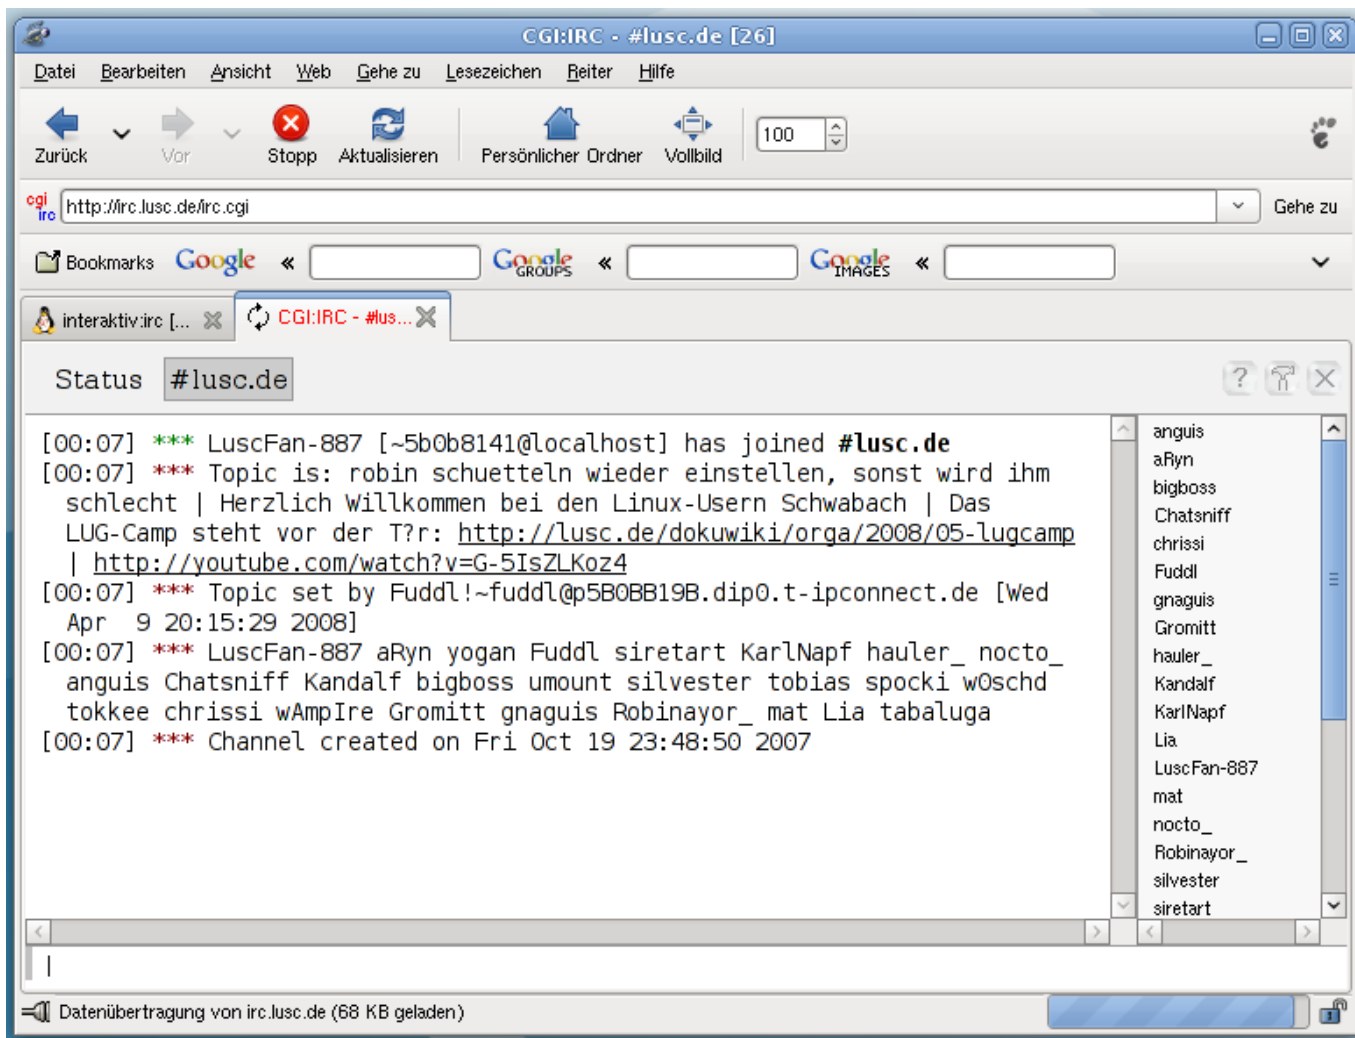 CGI:IRC - #lusc.de [26]
Datei Bearbeiten Ansicht Web Gehe zu Lesezeichen Reiter Hilfe
Zurück Vor Stopp Aktualisieren Persönlicher Ordner Vollbild 100
cgi irc http://irc.lusc.de/irc.cgi Gehe zu
Bookmarks Google « Google GROUPS « Google IMAGES «
interaktiv:irc [... CGI:IRC - #lus...
Status #lusc.de ?
[00:07] *** LuscFan-887 [~5b0b8141@localhost] has joined #lusc.de
[00:07] *** Topic is: robin schuetteln wieder einstellen, sonst wird ihm
schlecht | Herzlich Willkommen bei den Linux-Usern Schwabach | Das
LUG-Camp steht vor der T?r: http://lusc.de/dokuwiki/orga/2008/05-lugcamp
| http://youtube.com/watch?v=G-5IsZLKoz4
[00:07] *** Topic set by Fuddl!~fuddl@p5B0BB19B.dip0.t-ipconnect.de [Wed
Apr  9 20:15:29 2008]
[00:07] *** LuscFan-887 aRyn yogan Fuddl siretart KarlNapf hauler_ nocto_
anguis Chatsniff Kandalf bigboss umount silvester tobias spocki w0schd
tokkee chrissi wAmpIre Gromitt gnaguis Robinayor_ mat Lia tabaluga
[00:07] *** Channel created on Fri Oct 19 23:48:50 2007
anguis
aRyn
bigboss
Chatsniff
chrissi
Fuddl
gnaguis
Gromitt
hauler_
Kandalf
KarlNapf
Lia
LuscFan-887
mat
nocto_
Robinayor_
silvester
siretart
Datenübertragung von irc.lusc.de (68 KB geladen)